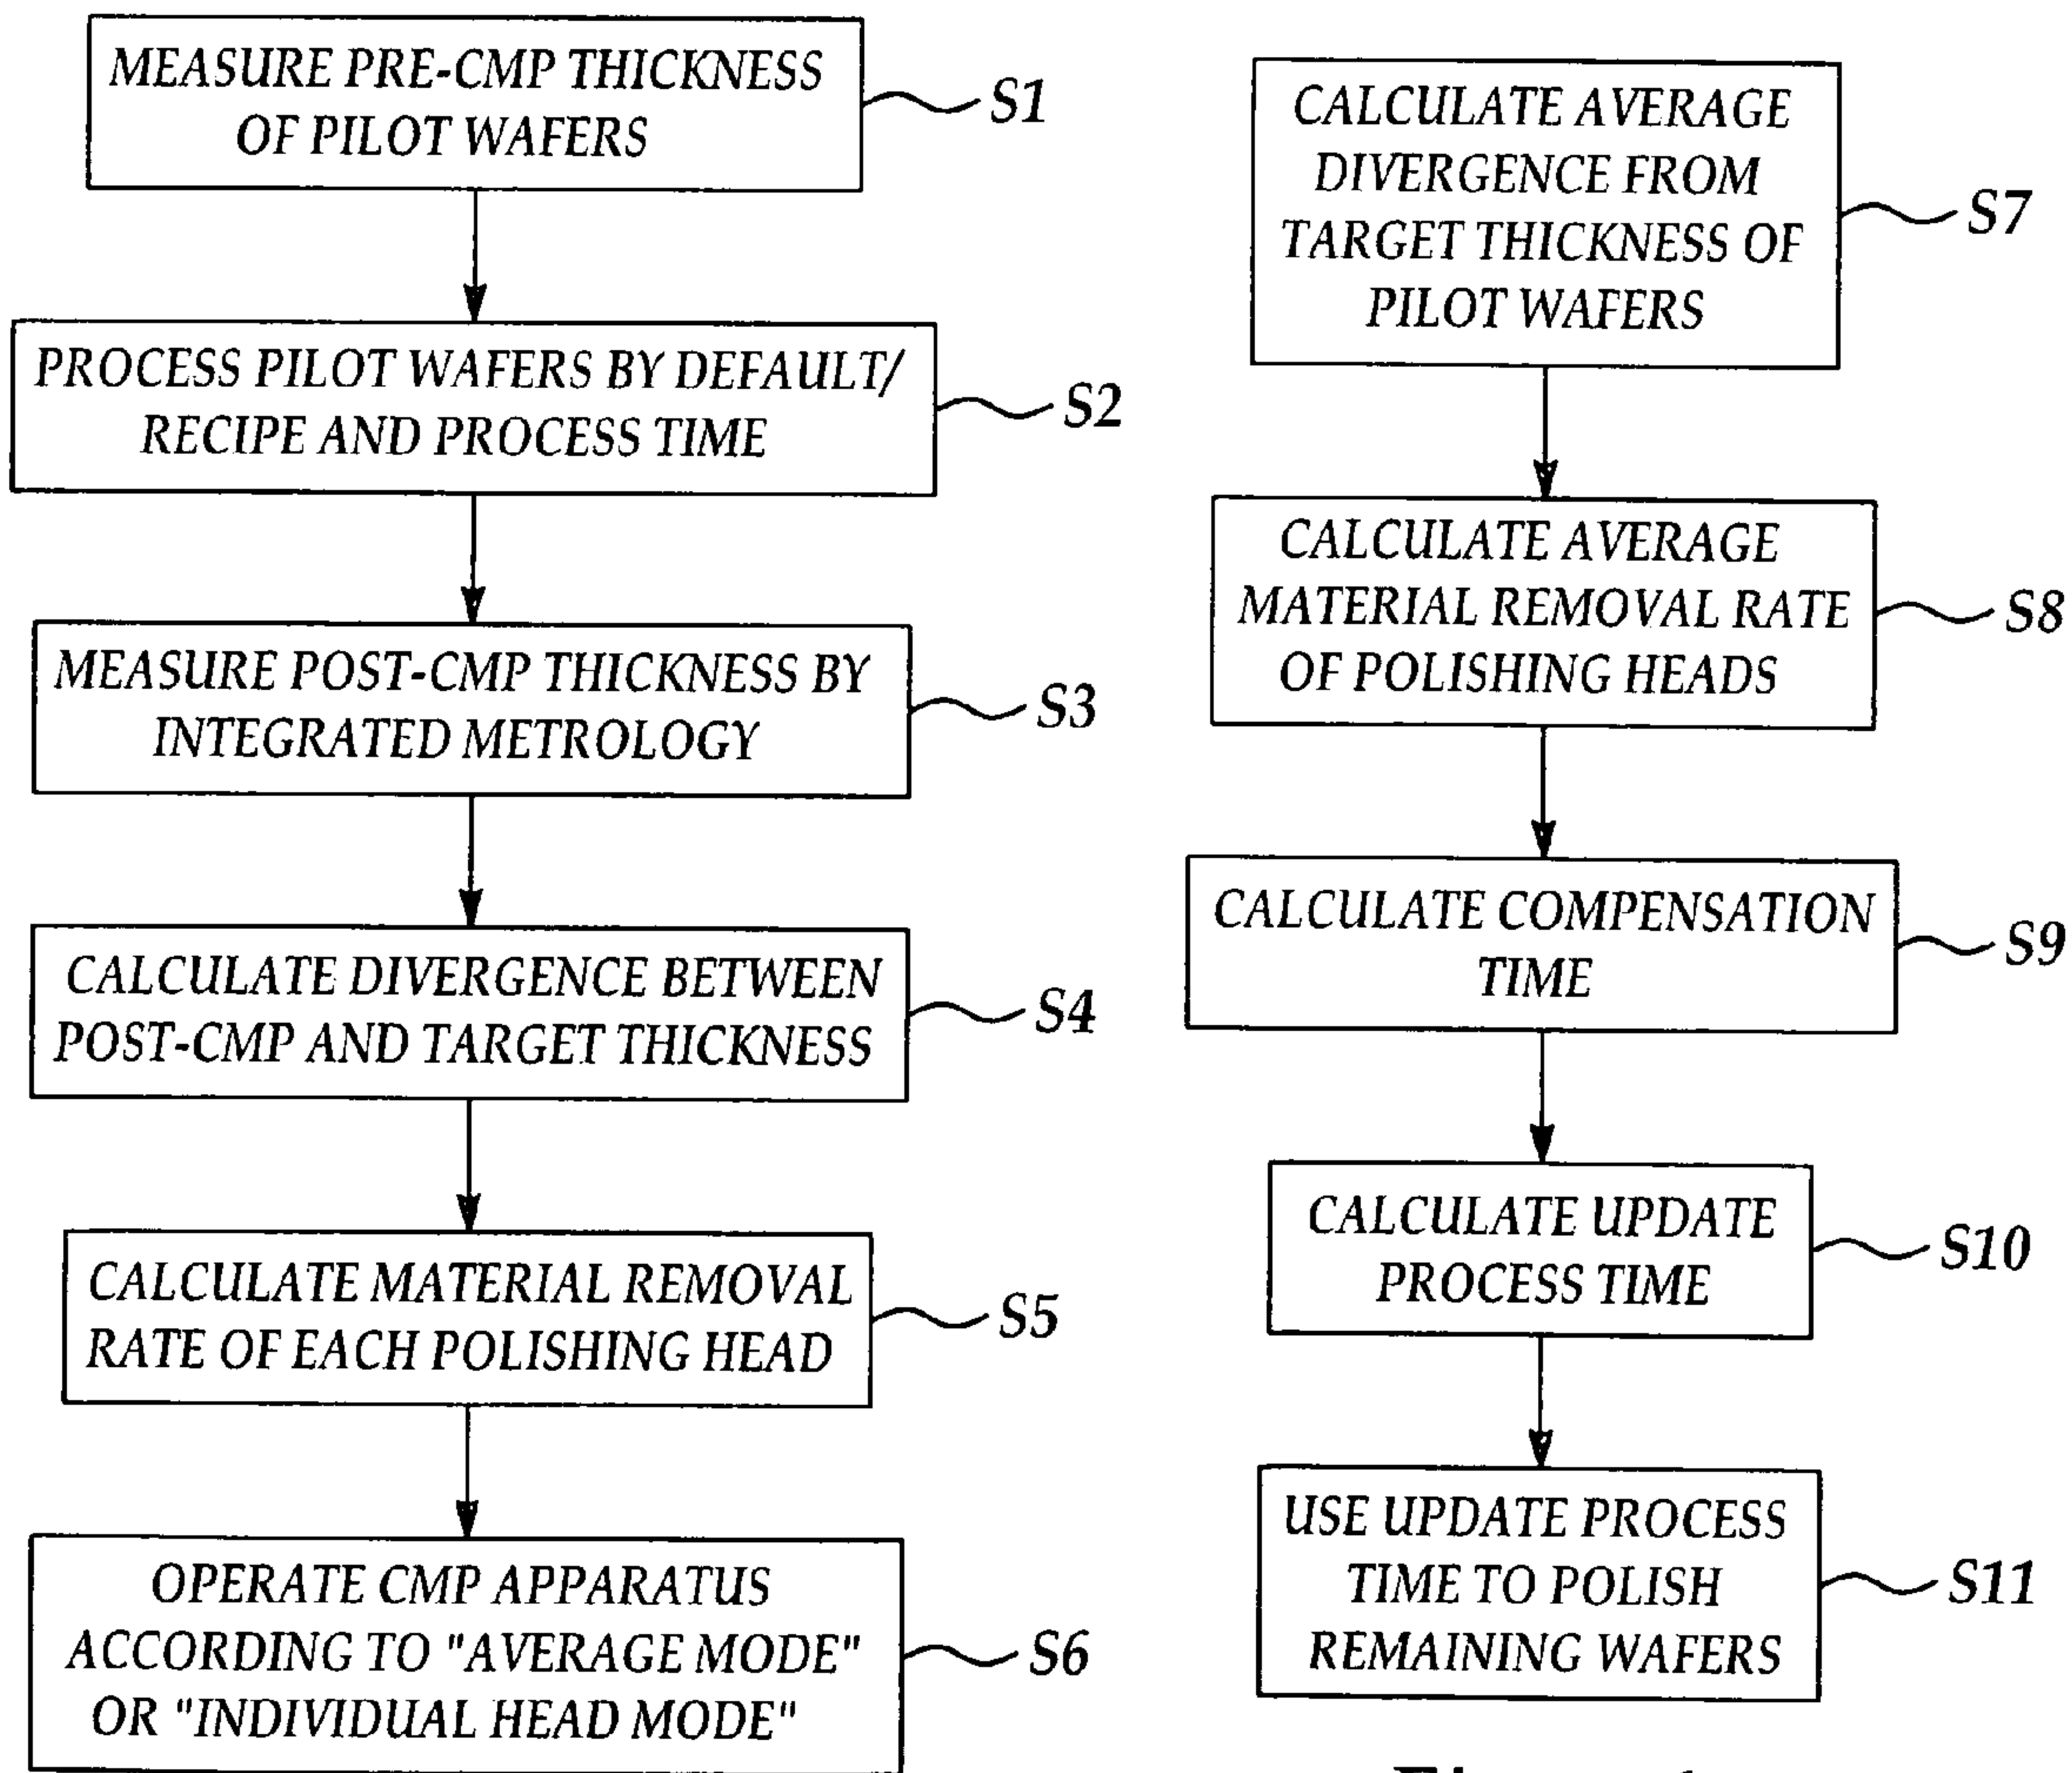 MEASURE PRE-CMP THICKNESS
OF PILOT WAFERS
S1
PROCESS PILOT WAFERS BY DEFAULT/
RECIPE AND PROCESS TIME
S2
MEASURE POST-CMP THICKNESS BY
INTEGRATED METROLOGY
S3
CALCULATE DIVERGENCE BETWEEN
POST-CMP AND TARGET THICKNESS
S4
CALCULATE MATERIAL REMOVAL
RATE OF EACH POLISHING HEAD
S5
OPERATE CMP APPARATUS
ACCORDING TO "AVERAGE MODE"
OR "INDIVIDUAL HEAD MODE"
S6
CALCULATE AVERAGE
DIVERGENCE FROM
TARGET THICKNESS OF
PILOT WAFERS
S7
CALCULATE AVERAGE
MATERIAL REMOVAL RATE
OF POLISHING HEADS
S8
CALCULATE COMPENSATION
TIME
S9
CALCULATE UPDATE
PROCESS TIME
S10
USE UPDATE PROCESS
TIME TO POLISH
REMAINING WAFERS
S11